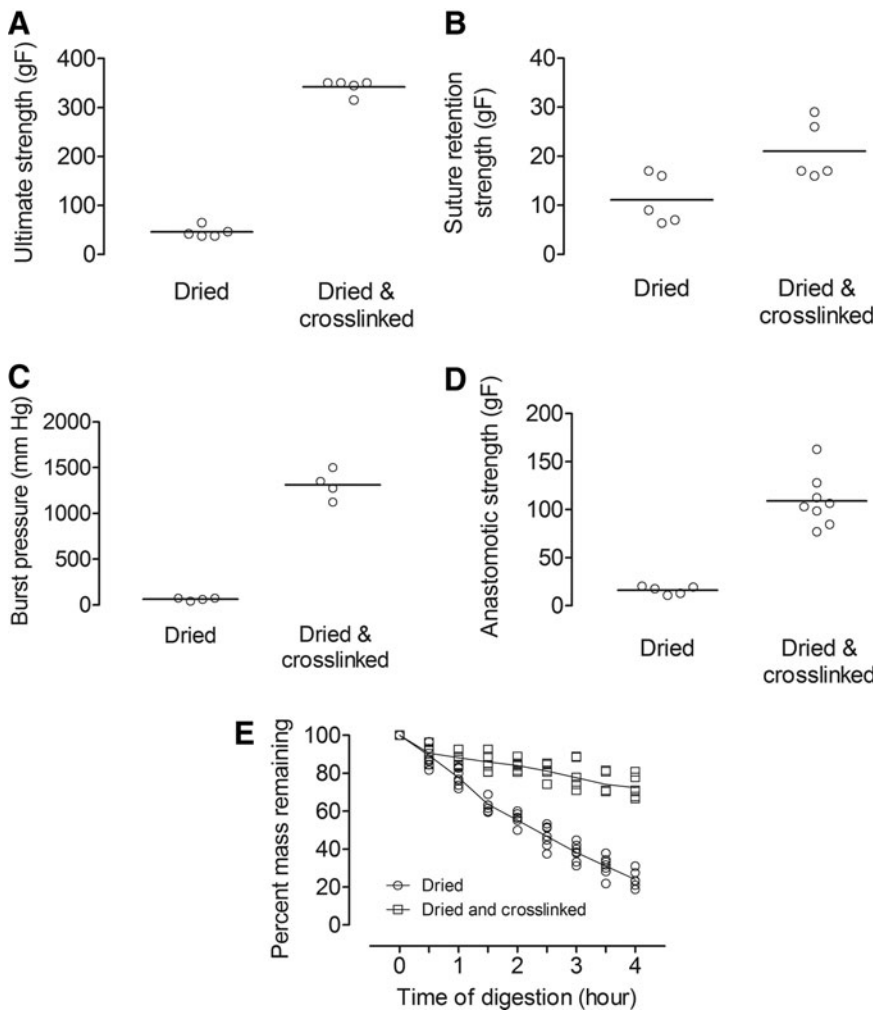 A
Ultimate strength (gF)
400
300
200
100
0
Dried
Dried &
crosslinked
B
Suture retention
strength (gF)
40
30
20
10
0
Dried
Dried &
crosslinked
C
Burst pressure (mm Hg)
2000
1500
1000
500
0
Dried
Dried &
crosslinked
D
Anastomotic strength (gF)
200
150
100
50
0
Dried
Dried &
crosslinked
E
Percent mass remaining
100
80
60
40
20
0
Dried
Dried and crosslinked
0 1 2 3 4
Time of digestion (hour)